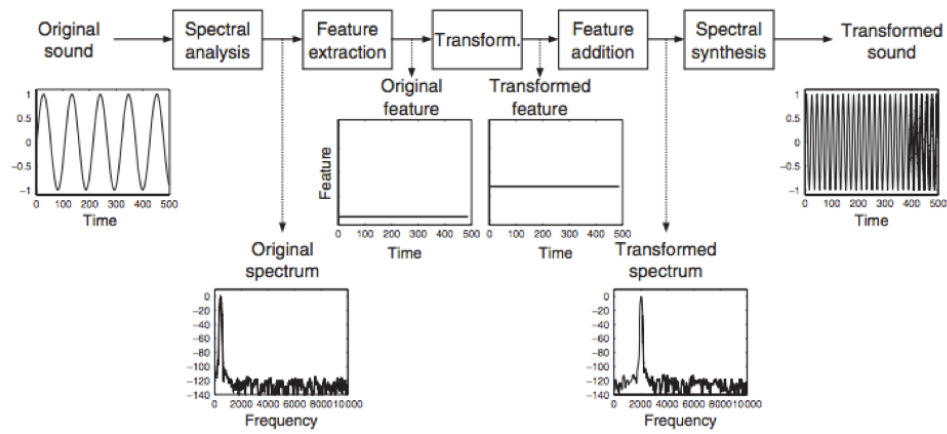 Original sound
Spectral analysis
Feature extraction
Transform.
Feature addition
Spectral synthesis
Transformed sound
Original feature
Transformed feature
1
0.5
0
−0.5
−1
0 100 200 300 400 500
Time
Feature
0 100 200 300 400 500
Time
0 100 200 300 400 500
Time
1
0.5
0
−0.5
−1
0 100 200 300 400 500
Time
Original spectrum
0
−20
−40
−60
−80
−100
−120
−140
0 2000 4000 6000 8000 10000
Frequency
Transformed spectrum
0
−20
−40
−60
−80
−100
−120
−140
0 2000 4000 6000 8000 10000
Frequency